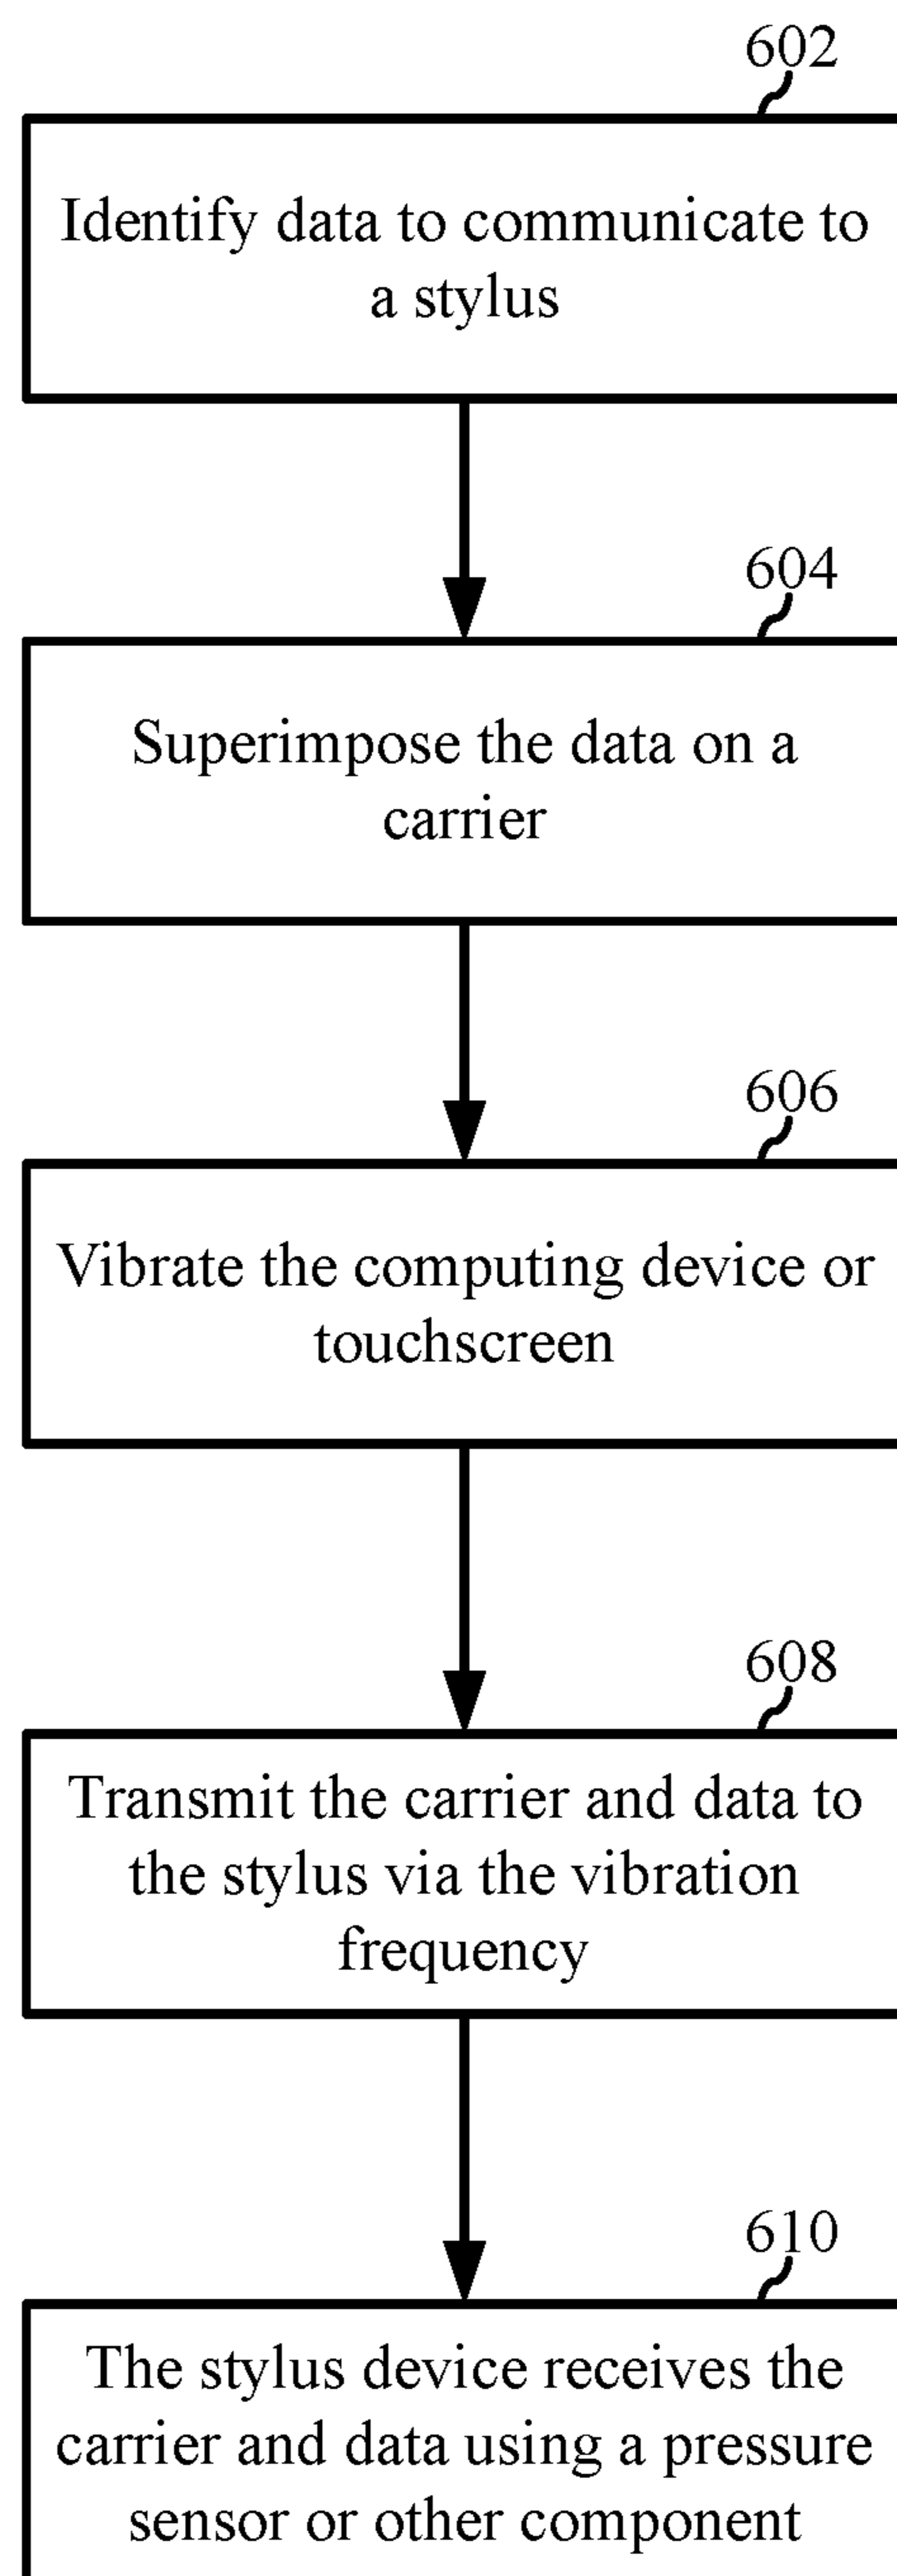 602
Identify data to communicate to
a stylus
604
Superimpose the data on a
carrier
606
Vibrate the computing device or
touchscreen
608
Transmit the carrier and data to
the stylus via the vibration
frequency
610
The stylus device receives the
carrier and data using a pressure
sensor or other component